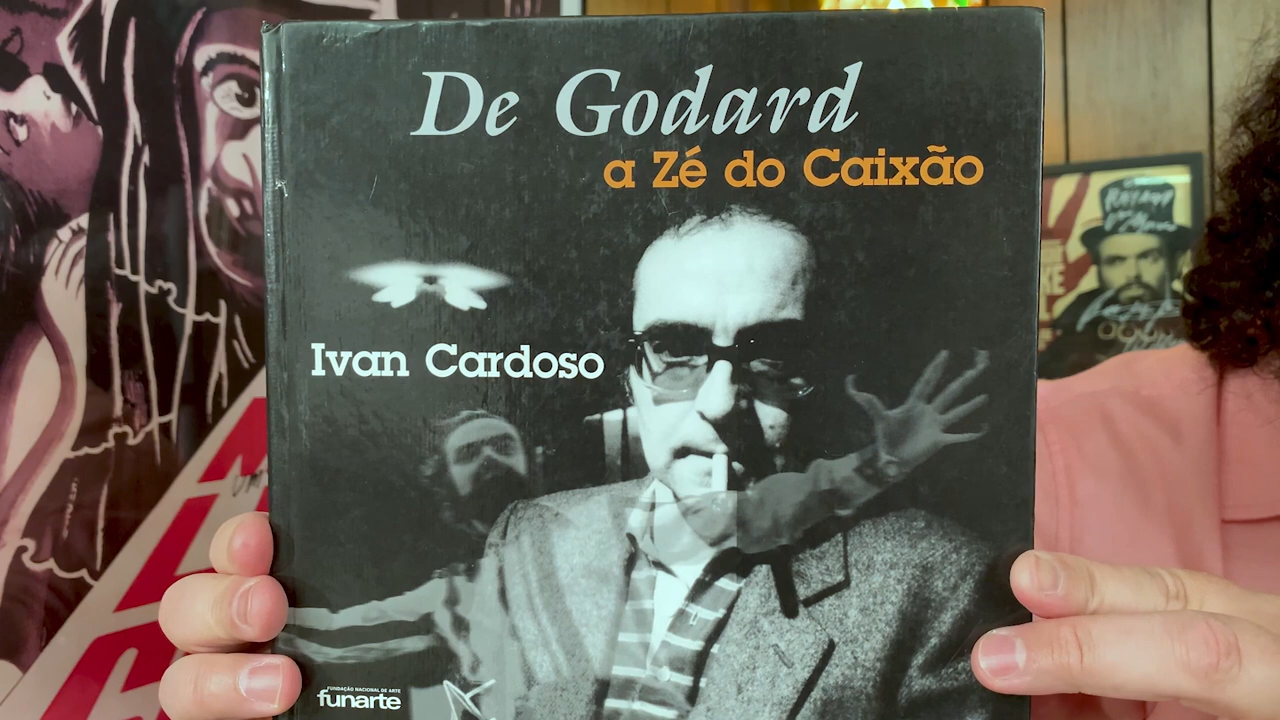 De Godard
a Zé do Caixão
Ivan Cardoso
FUNDAÇÃO NACIONAL DE ARTE
funarte